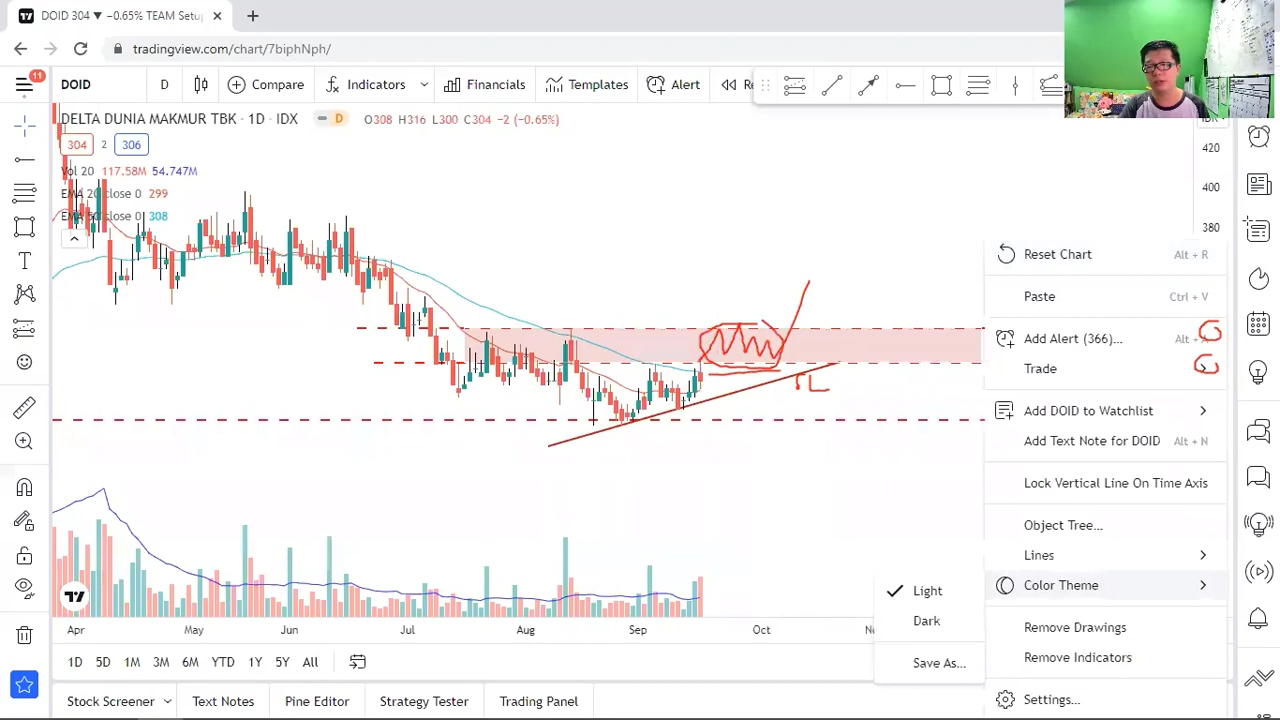 DOID 304 ▼ −0.65% TEAM Setu
tradingview.com/chart/7biphNph/
11
DOID
D
Compare
Indicators
Financials
Templates
Alert
Re
DELTA DUNIA MAKMUR TBK · 1D · IDX
D
O308 H316 L300 C304 −2 (−0.65%)
304 2 306
Vol 20 117.58M 54.747M
EMA 20 close 0 299
EMA 50 close 0 308
420
400
380
Reset Chart Alt + R
Paste Ctrl + V
Add Alert (366)... Alt + A
Trade
Add DOID to Watchlist
Add Text Note for DOID Alt + N
Lock Vertical Line On Time Axis
Object Tree...
Lines
Color Theme
Light
Dark
Save As...
Remove Drawings
Remove Indicators
Settings...
Apr May Jun Jul Aug Sep Oct
1D 5D 1M 3M 6M YTD 1Y 5Y All
Stock Screener
Text Notes
Pine Editor
Strategy Tester
Trading Panel